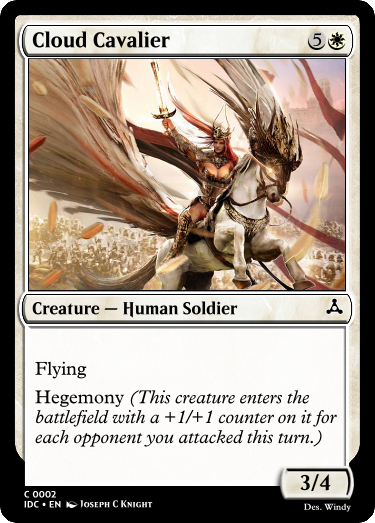 Cloud Cavalier 5
Creature — Human Soldier
Flying
Hegemony (This creature enters the
battlefield with a +1/+1 counter on it for
each opponent you attacked this turn.)
3/4
C 0002
IDC • EN Joseph C Knight
Des. Windy